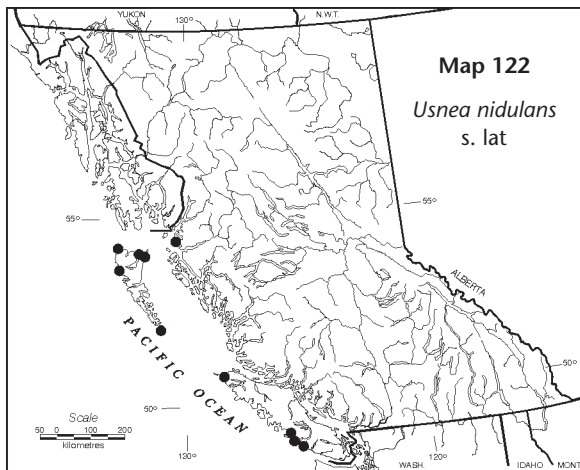 YUKON
130°
N.W.T.
Map 122
Usnea nidulans
s. lat
55°
55°
ALBERTA
PACIFIC OCEAN
50°
50°
Scale
50 0 100 200
kilometres
130°
WASH.
120°
IDAHO
MONT